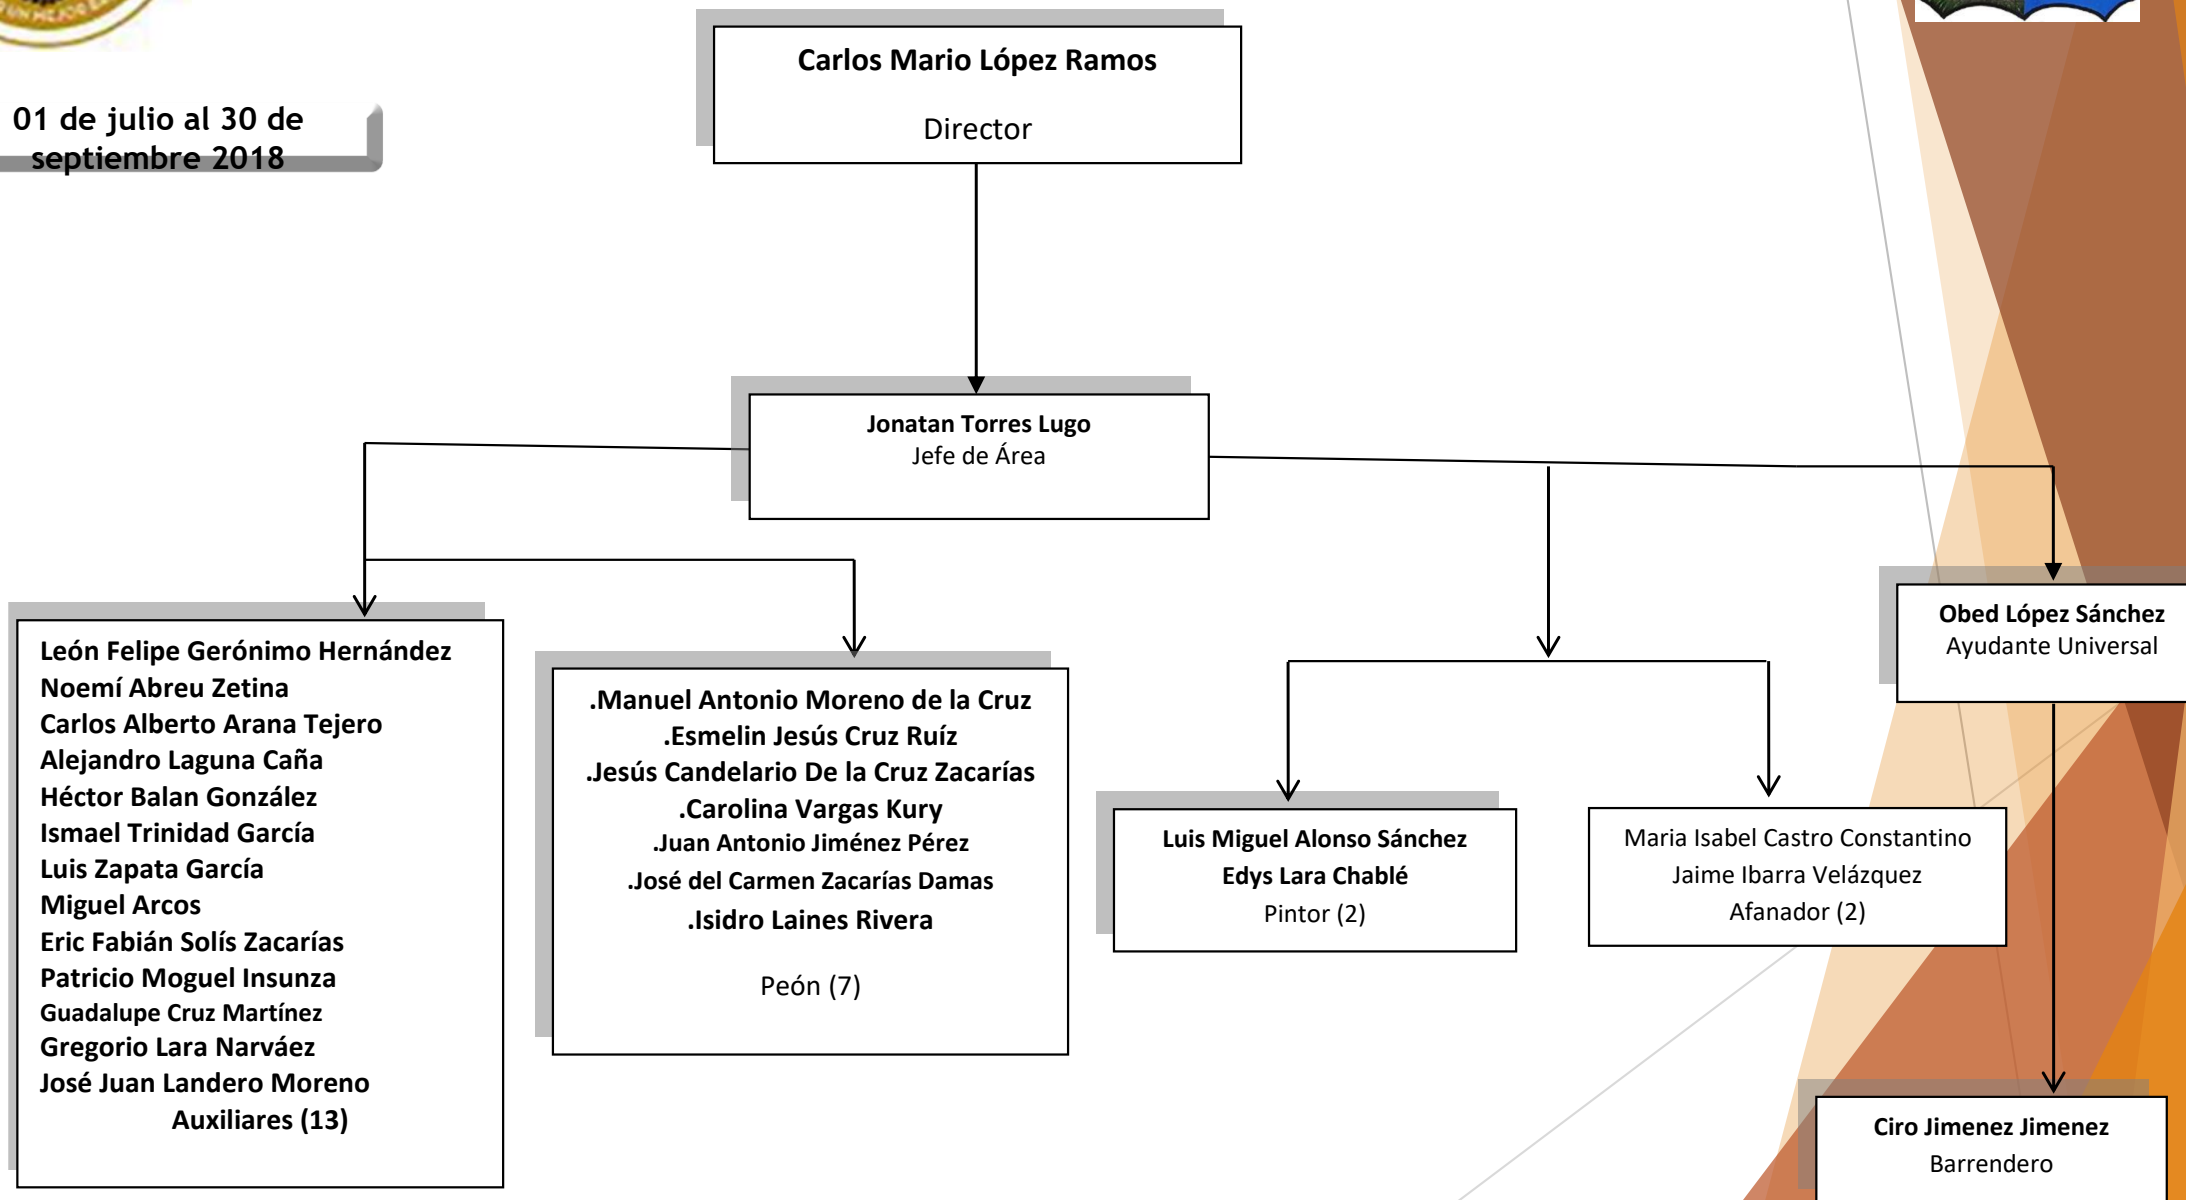 UN MEJOR
01 de julio al 30 de
septiembre 2018
Carlos Mario López Ramos
Director
Jonatan Torres Lugo
Jefe de Área
León Felipe Gerónimo Hernández
Noemí Abreu Zetina
Carlos Alberto Arana Tejero
Alejandro Laguna Caña
Héctor Balan González
Ismael Trinidad García
Luis Zapata García
Miguel Arcos
Eric Fabián Solís Zacarías
Patricio Moguel Insunza
Guadalupe Cruz Martínez
Gregorio Lara Narváez
José Juan Landero Moreno
Auxiliares (13)
.Manuel Antonio Moreno de la Cruz
.Esmelin Jesús Cruz Ruíz
.Jesús Candelario De la Cruz Zacarías
.Carolina Vargas Kury
.Juan Antonio Jiménez Pérez
.José del Carmen Zacarías Damas
.Isidro Laines Rivera
Peón (7)
Luis Miguel Alonso Sánchez
Edys Lara Chablé
Pintor (2)
Maria Isabel Castro Constantino
Jaime Ibarra Velázquez
Afanador (2)
Obed López Sánchez
Ayudante Universal
Ciro Jimenez Jimenez
Barrendero